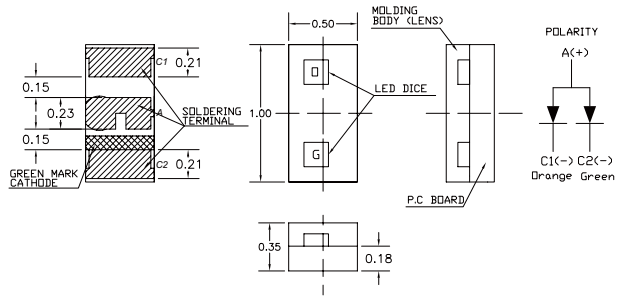 C1
0.21
0.15
0.23
A
0.15
C2
0.21
SOLDERING
TERMINAL
GREEN MARK
CATHODE
0.50
1.00
O
G
LED DICE
0.35
0.18
MOLDING
BODY (LENS)
P.C BOARD
POLARITY
A(+)
C1(-) C2(-)
Orange Green